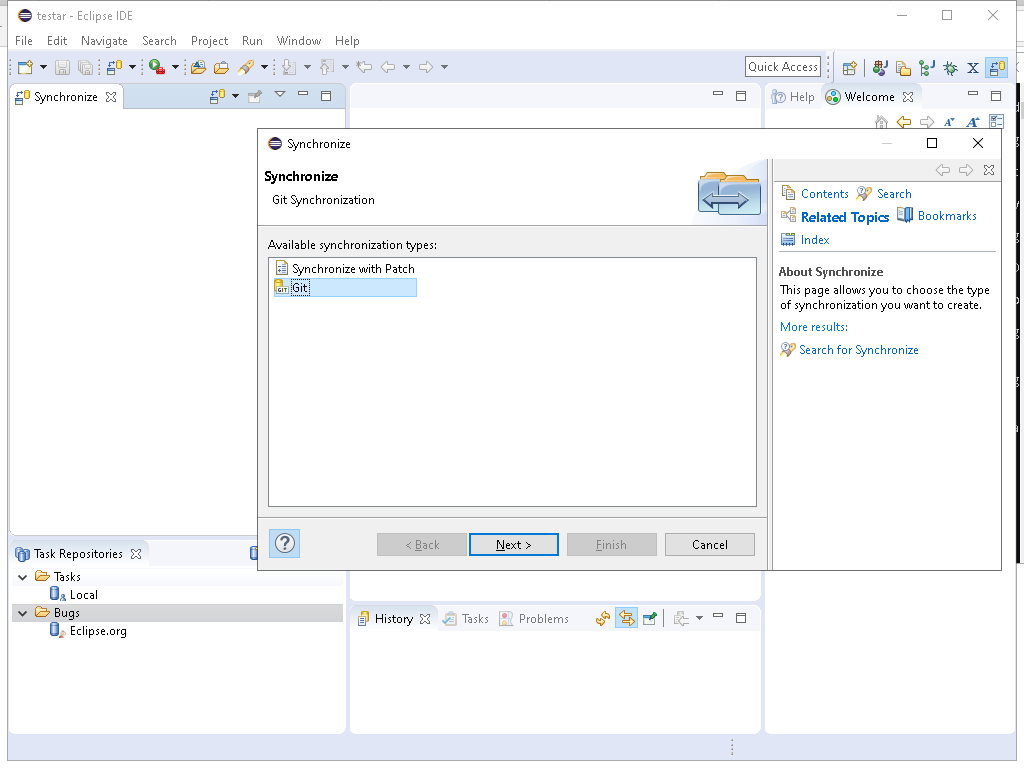 testar - Eclipse IDE
File Edit Navigate Search Project Run Window Help
Quick Access
Synchronize
Help Welcome
Synchronize
Synchronize
Git Synchronization
Available synchronization types:
Synchronize with Patch
GIT Git
< Back Next > Finish Cancel
Contents Search
Related Topics Bookmarks
Index
About Synchronize
This page allows you to choose the type
of synchronization you want to create.
More results:
Search for Synchronize
Task Repositories
Tasks
Local
Bugs
Eclipse.org
History Tasks Problems